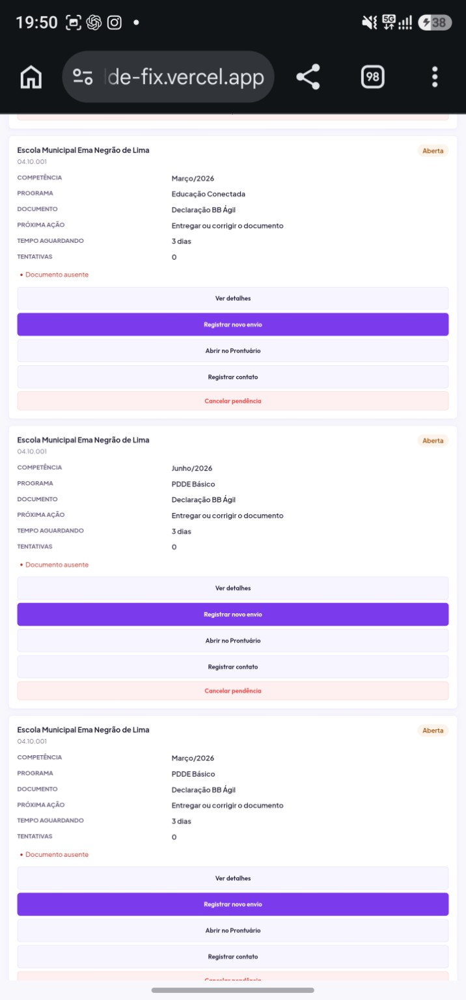 19:50
5G
38
de-fix.vercel.app
98
Escola Municipal Ema Negrão de Lima
Aberta
04.10.001
COMPETÊNCIA Março/2026
PROGRAMA Educação Conectada
DOCUMENTO Declaração BB Ágil
PRÓXIMA AÇÃO Entregar ou corrigir o documento
TEMPO AGUARDANDO 3 dias
TENTATIVAS 0
• Documento ausente
Ver detalhes
Registrar novo envio
Abrir no Prontuário
Registrar contato
Cancelar pendência
Escola Municipal Ema Negrão de Lima
Aberta
04.10.001
COMPETÊNCIA Junho/2026
PROGRAMA PDDE Básico
DOCUMENTO Declaração BB Ágil
PRÓXIMA AÇÃO Entregar ou corrigir o documento
TEMPO AGUARDANDO 3 dias
TENTATIVAS 0
• Documento ausente
Ver detalhes
Registrar novo envio
Abrir no Prontuário
Registrar contato
Cancelar pendência
Escola Municipal Ema Negrão de Lima
Aberta
04.10.001
COMPETÊNCIA Março/2026
PROGRAMA PDDE Básico
DOCUMENTO Declaração BB Ágil
PRÓXIMA AÇÃO Entregar ou corrigir o documento
TEMPO AGUARDANDO 3 dias
TENTATIVAS 0
• Documento ausente
Ver detalhes
Registrar novo envio
Abrir no Prontuário
Registrar contato
Cancelar pendência